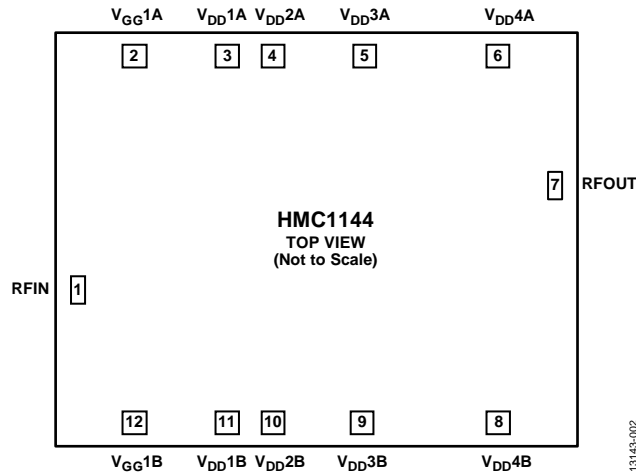 VGG1A VDD1A VDD2A VDD3A VDD4A
2 3 4 5 6
7 RFOUT
HMC1144
TOP VIEW
(Not to Scale)
RFIN 1
12 11 10 9 8
VGG1B VDD1B VDD2B VDD3B VDD4B
13143-002